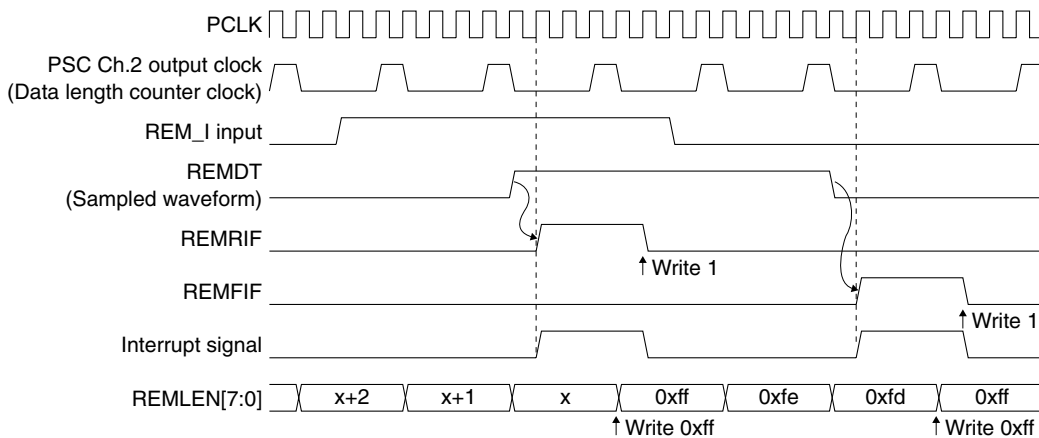 PCLK
PSC Ch.2 output clock
(Data length counter clock)
REM_I input
REMDT
(Sampled waveform)
REMRIF
Write 1
REMFIF
Write 1
Interrupt signal
REMLEN[7:0] x+2 x+1 x 0xff 0xfe 0xfd 0xff
Write 0xff Write 0xff